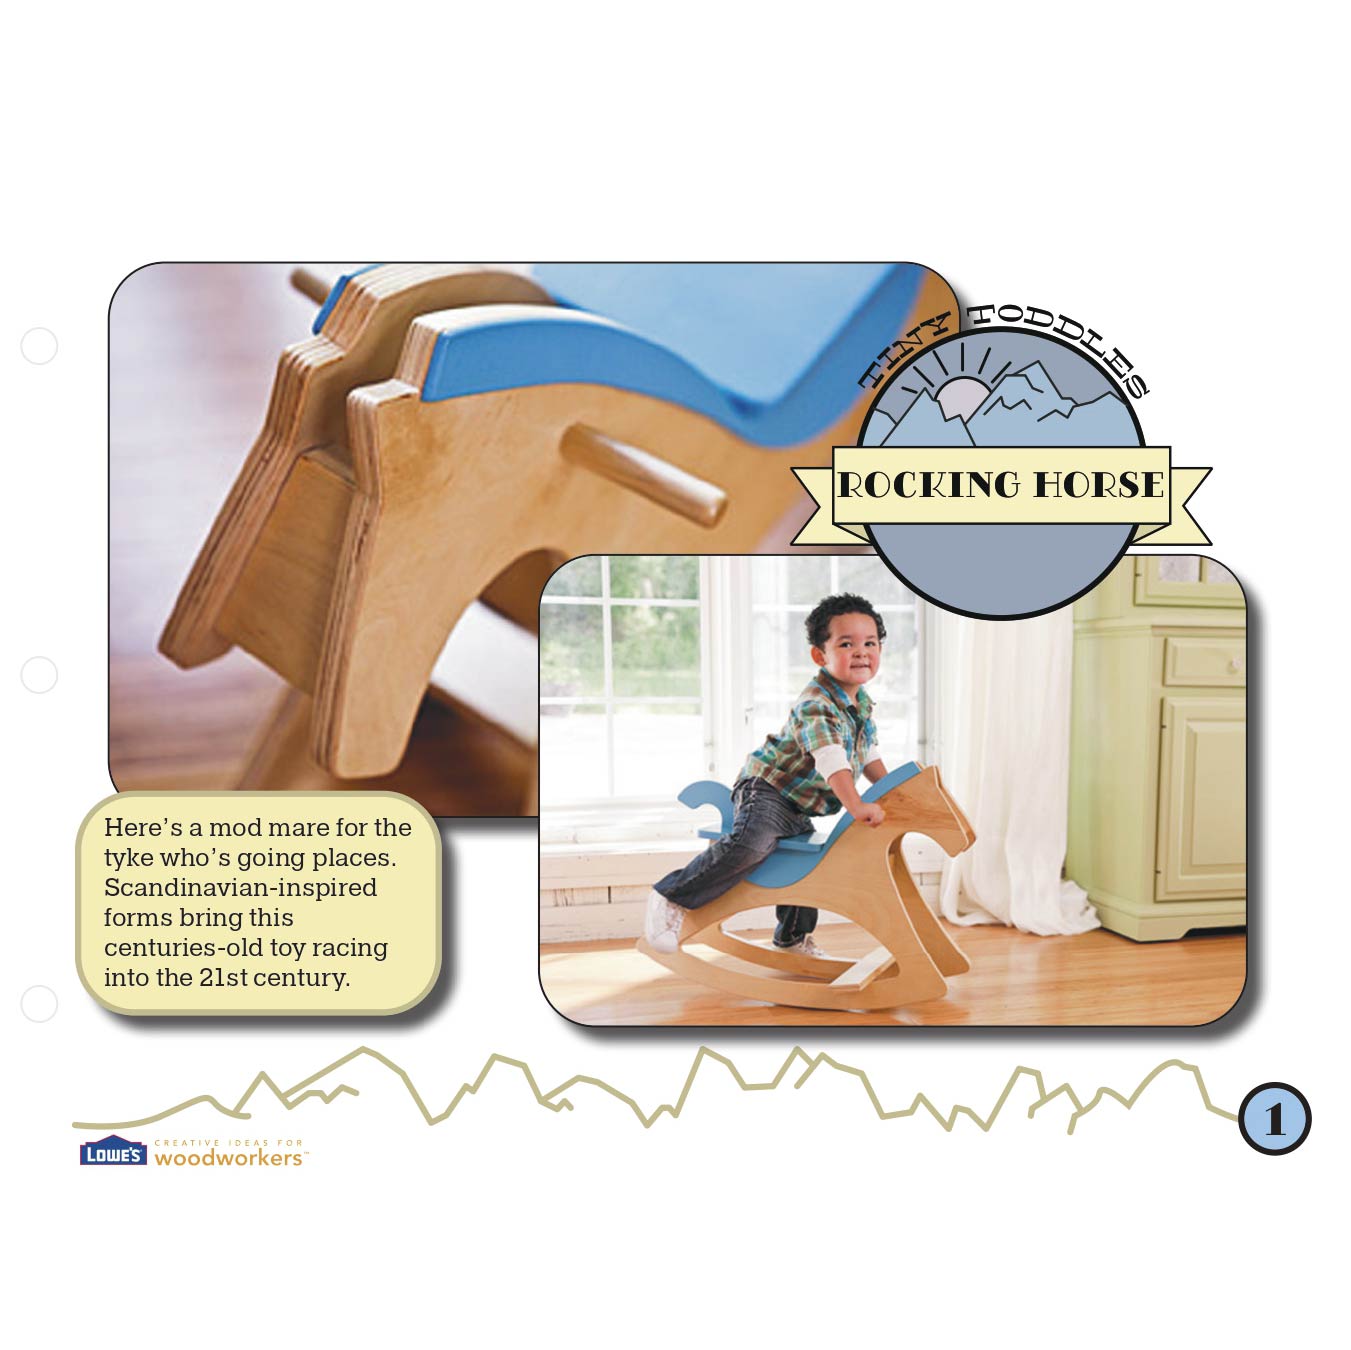 TINY TODDLES
ROCKING HORSE
Here's a mod mare for the
tyke who's going places.
Scandinavian-inspired
forms bring this
centuries-old toy racing
into the 21st century.
1
LOWE'S
CREATIVE IDEAS FOR
woodworkers™